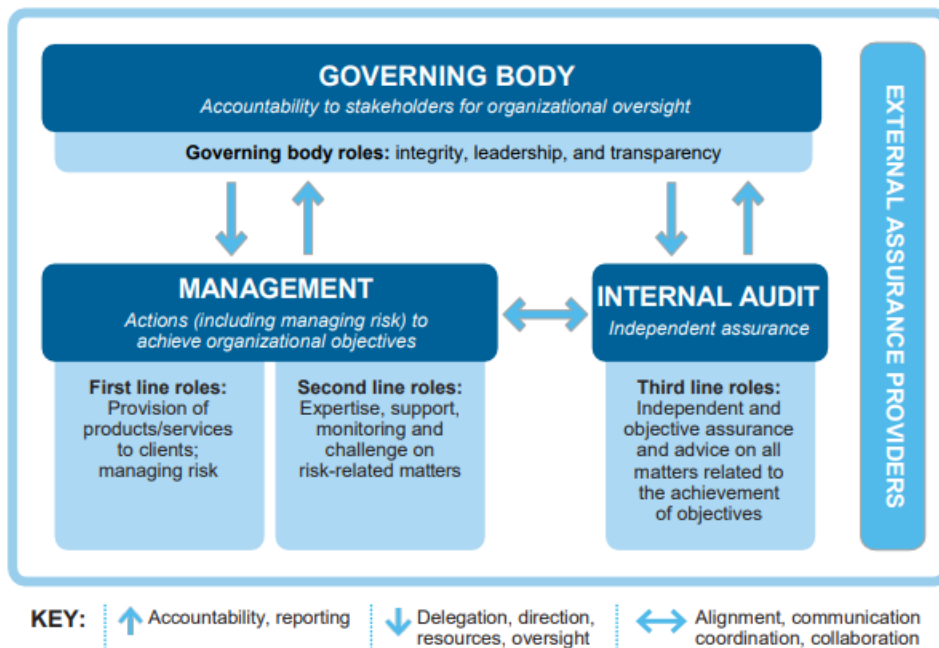 GOVERNING BODY
Accountability to stakeholders for organizational oversight
Governing body roles: integrity, leadership, and transparency
MANAGEMENT
Actions (including managing risk) to
achieve organizational objectives
First line roles:
Provision of
products/services
to clients;
managing risk
Second line roles:
Expertise, support,
monitoring and
challenge on
risk-related matters
INTERNAL AUDIT
Independent assurance
Third line roles:
Independent and
objective assurance
and advice on all
matters related to
the achievement
of objectives
EXTERNAL ASSURANCE PROVIDERS
KEY:
Accountability, reporting
Delegation, direction,
resources, oversight
Alignment, communication
coordination, collaboration